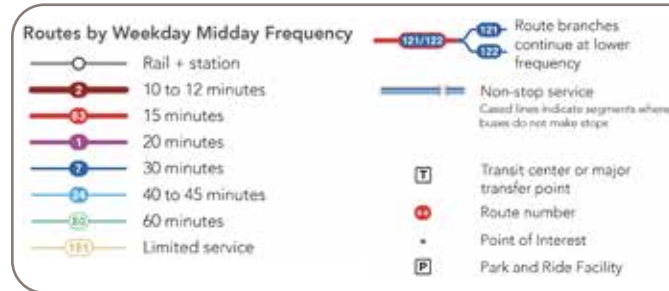 Routes by Weekday Midday Frequency
Rail + station
2
10 to 12 minutes
15 minutes
1
20 minutes
7
30 minutes
40 to 45 minutes
60 minutes
Limited service
121/122
121
122
Route branches
continue at lower
frequency
Non-stop service
Cased lines indicate segments where
buses do not make stops
T
Transit center or major
transfer point
Route number
Point of Interest
P
Park and Ride Facility